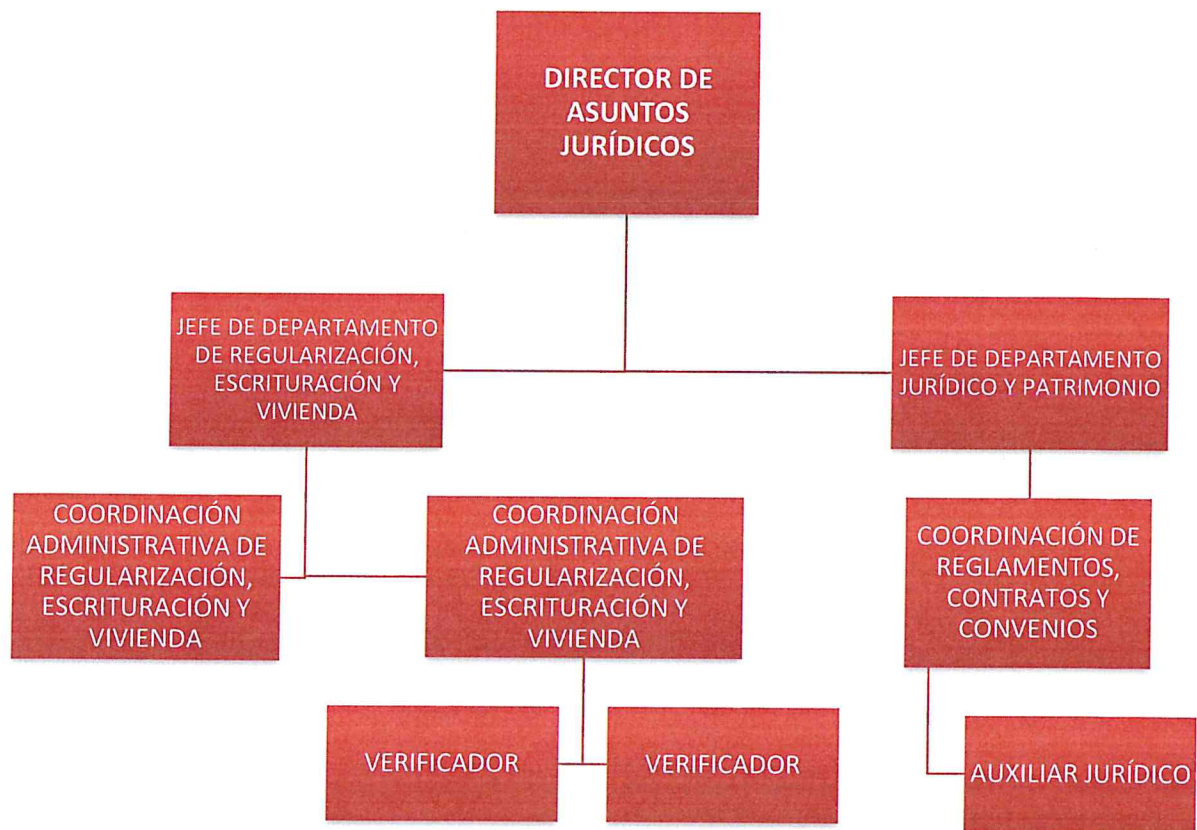 DIRECTOR DE
ASUNTOS
JURÍDICOS
JEFE DE DEPARTAMENTO
DE REGULARIZACIÓN,
ESCRITURACIÓN Y
VIVIENDA
JEFE DE DEPARTAMENTO
JURÍDICO Y PATRIMONIO
COORDINACIÓN
ADMINISTRATIVA DE
REGULARIZACIÓN,
ESCRITURACIÓN Y
VIVIENDA
COORDINACIÓN
ADMINISTRATIVA DE
REGULARIZACIÓN,
ESCRITURACIÓN Y
VIVIENDA
COORDINACIÓN DE
REGLAMENTOS,
CONTRATOS Y
CONVENIOS
VERIFICADOR
VERIFICADOR
AUXILIAR JURÍDICO